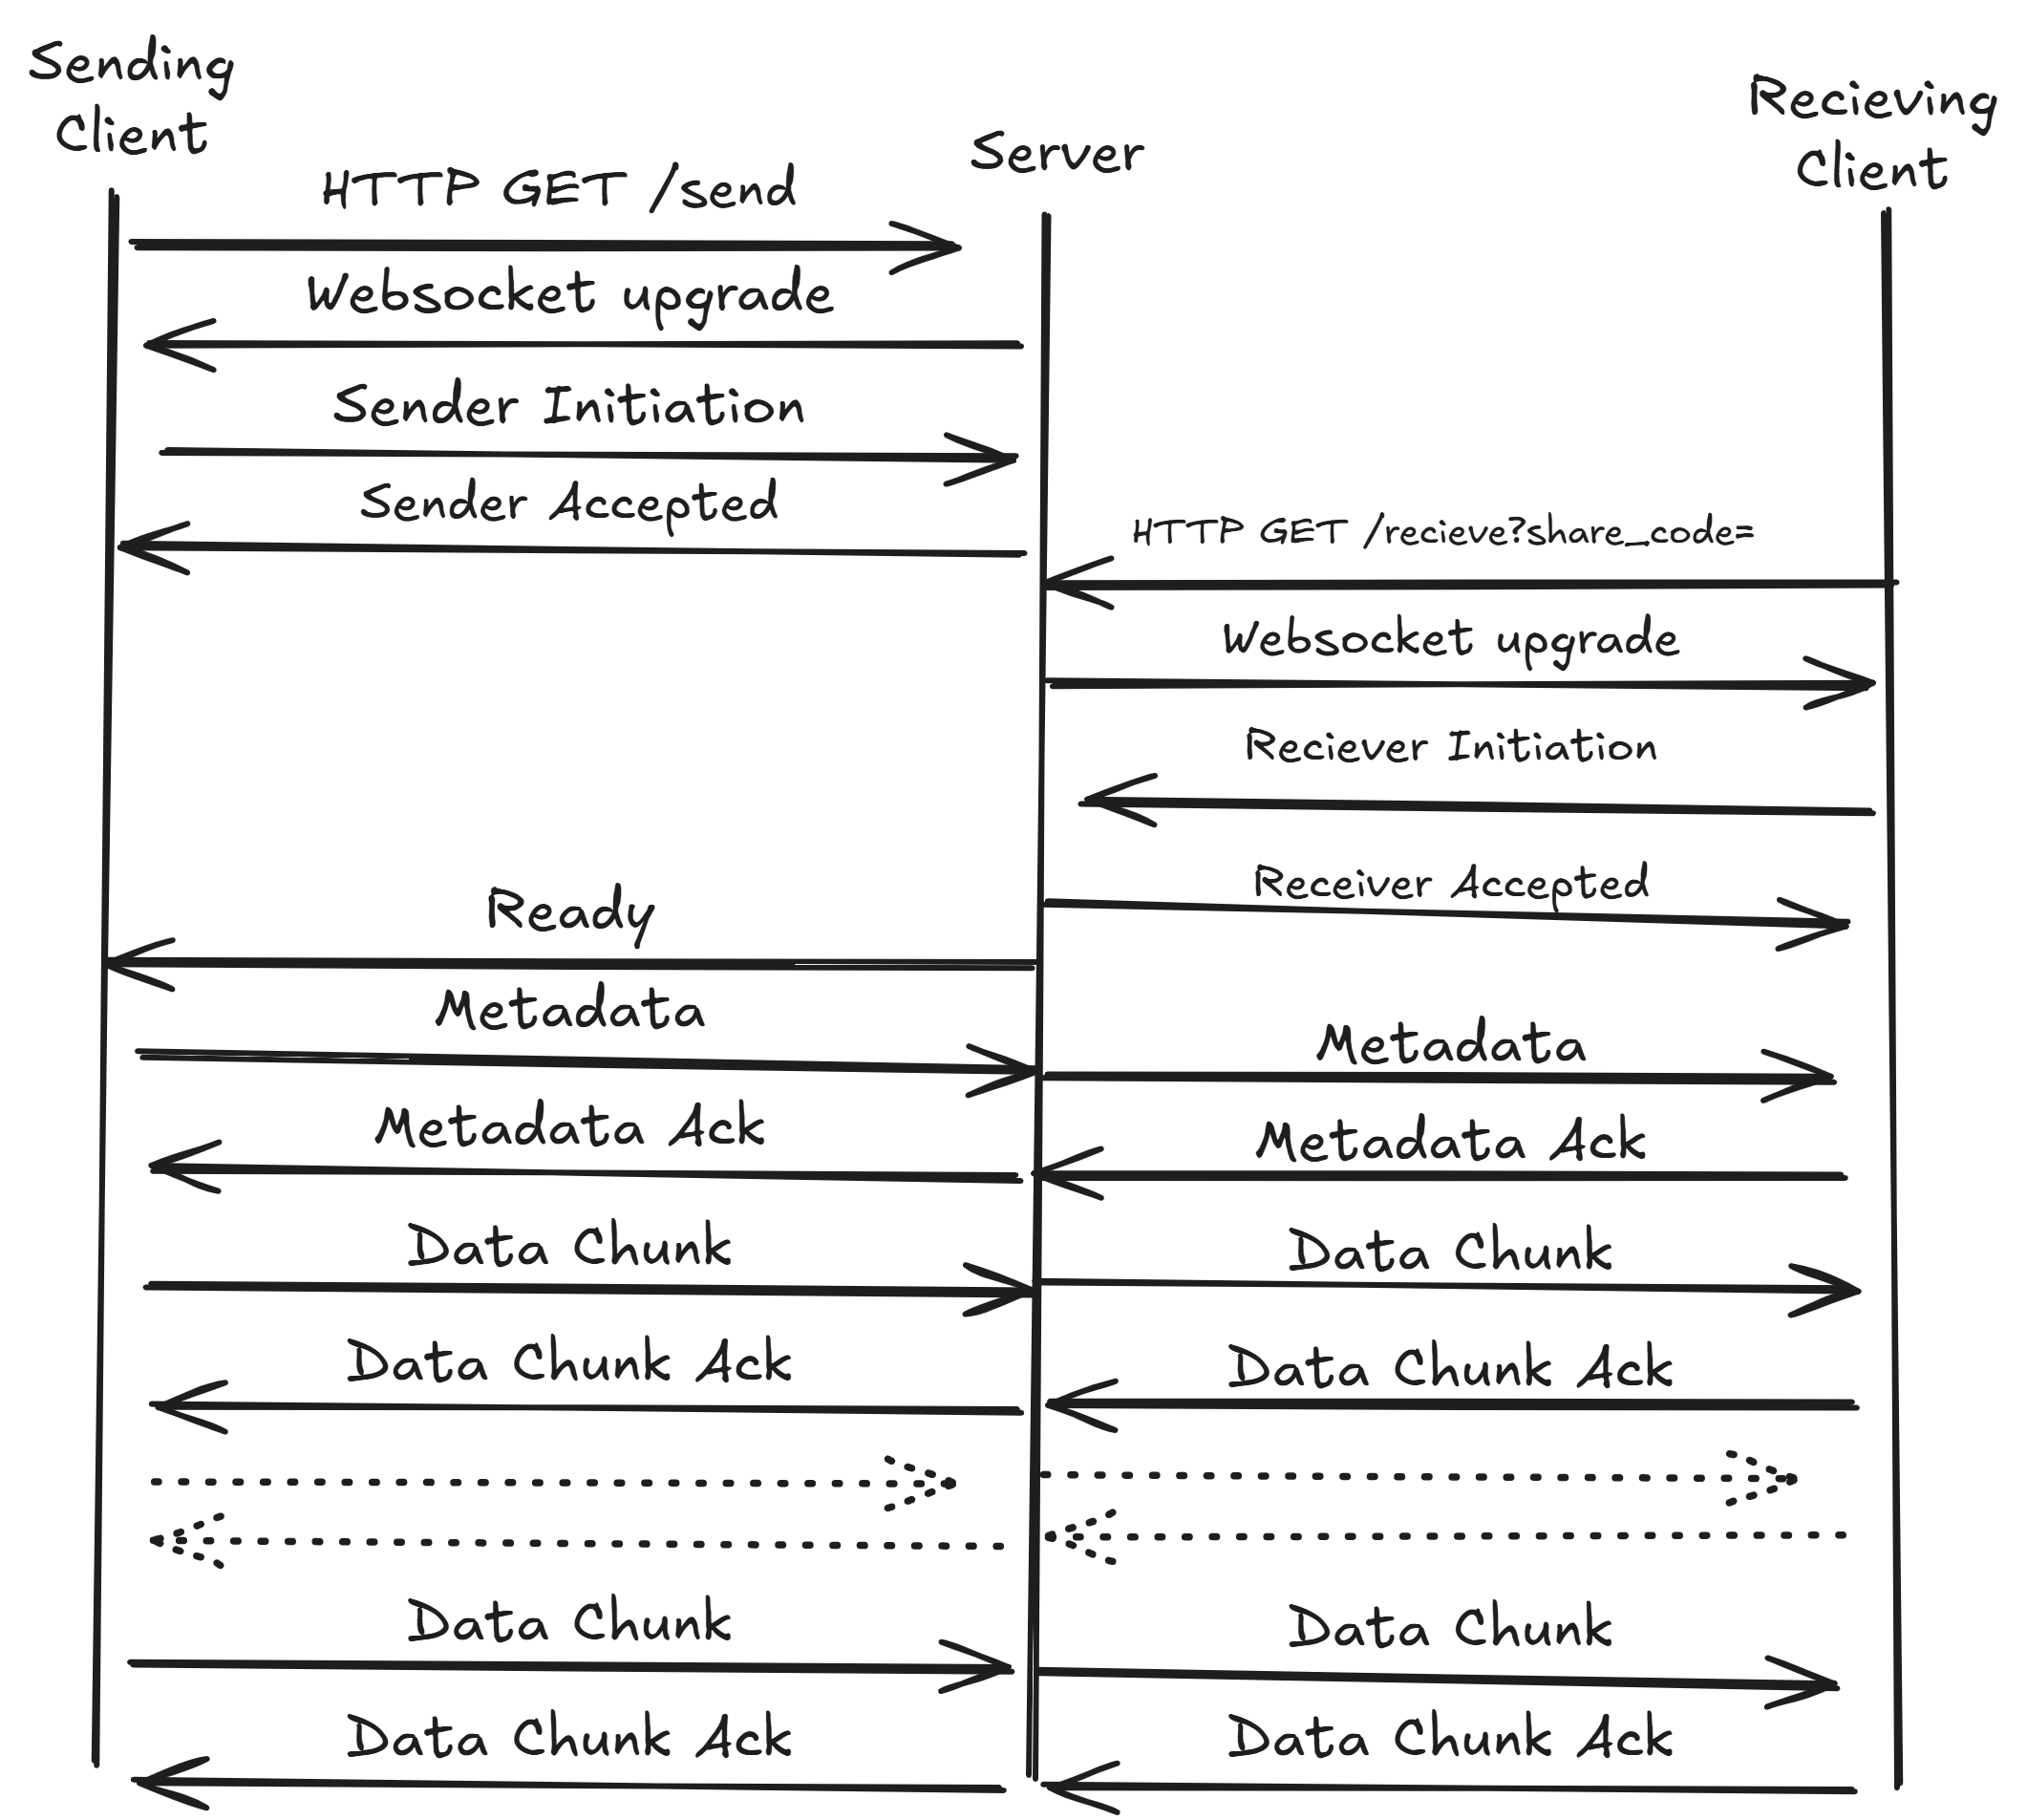 Sending
Client
Server
Recieving
Client
HTTP GET /send
Websocket upgrade
Sender Initiation
Sender Accepted
HTTP GET /recieve?share_code=
Websocket upgrade
Reciever Initiation
Receiver Accepted
Ready
Metadata
Metadata
Metadata Ack
Metadata Ack
Data Chunk
Data Chunk
Data Chunk Ack
Data Chunk Ack
Data Chunk
Data Chunk
Data Chunk Ack
Data Chunk Ack